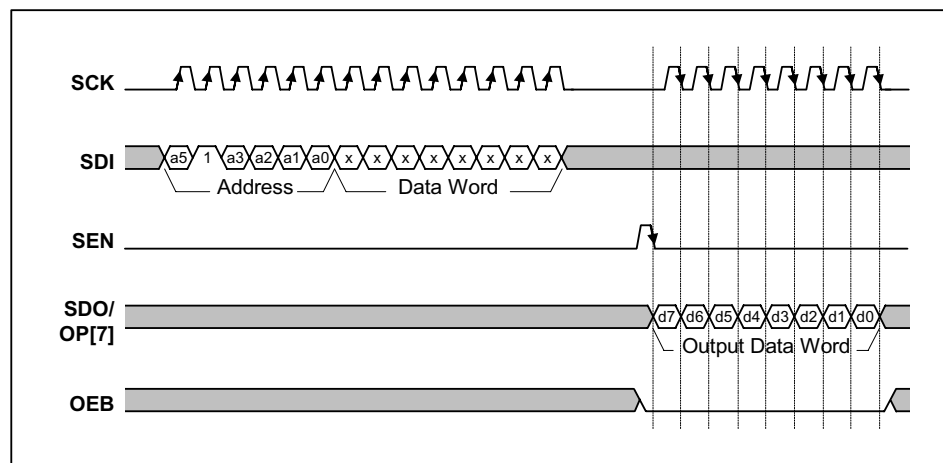 SCK
SDI
a5 1 a3 a2 a1 a0 x x x x x x x x
Address Data Word
SEN
SDO/
OP[7]
d7 d6 d5 d4 d3 d2 d1 d0
Output Data Word
OEB